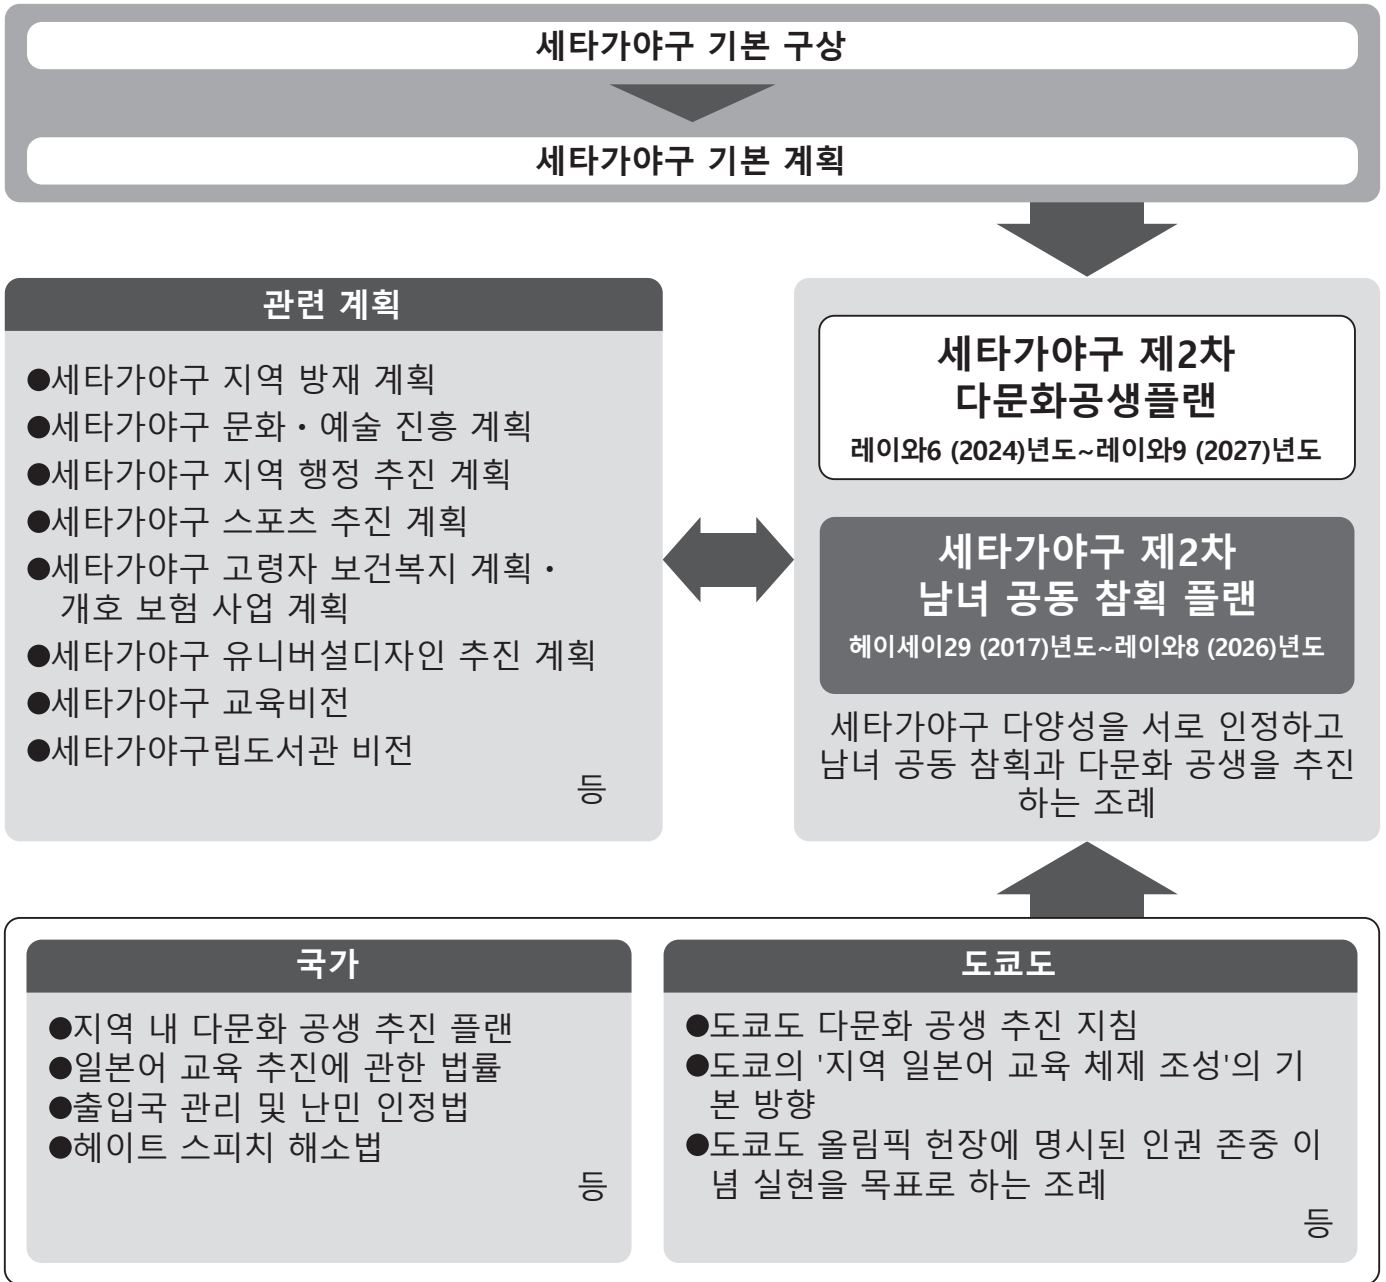 세타가야구 기본 구상
세타가야구 기본 계획
관련 계획
●세타가야구 지역 방재 계획
●세타가야구 문화・예술 진흥 계획
●세타가야구 지역 행정 추진 계획
●세타가야구 스포츠 추진 계획
●세타가야구 고령자 보건복지 계획・
개호 보험 사업 계획
●세타가야구 유니버설디자인 추진 계획
●세타가야구 교육비전
●세타가야구립도서관 비전
등
세타가야구 제2차
다문화공생플랜
레이와6 (2024)년도~레이와9 (2027)년도
세타가야구 제2차
남녀 공동 참획 플랜
헤이세이29 (2017)년도~레이와8 (2026)년도
세타가야구 다양성을 서로 인정하고
남녀 공동 참획과 다문화 공생을 추진
하는 조례
국가
●지역 내 다문화 공생 추진 플랜
●일본어 교육 추진에 관한 법률
●출입국 관리 및 난민 인정법
●헤이트 스피치 해소법
등
도쿄도
●도쿄도 다문화 공생 추진 지침
●도쿄의 '지역 일본어 교육 체제 조성'의 기
본 방향
●도쿄도 올림픽 헌장에 명시된 인권 존중 이
념 실현을 목표로 하는 조례
등